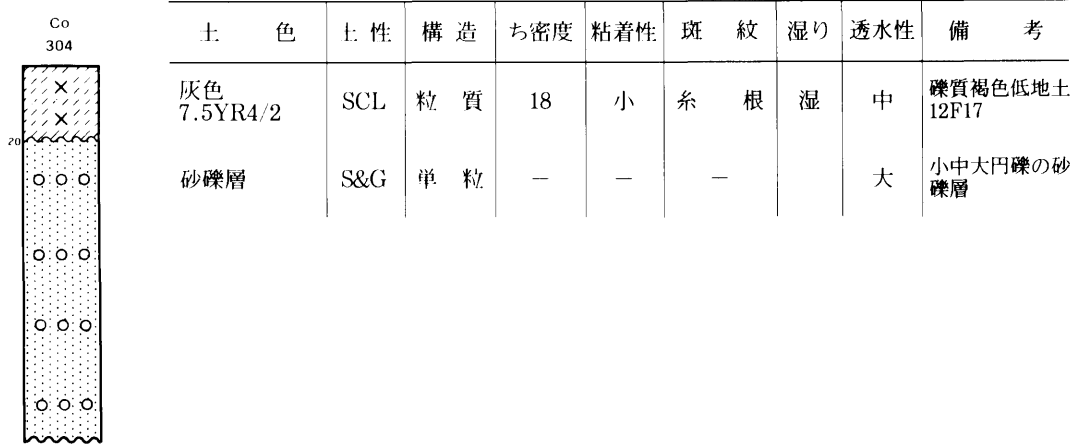 Co
304
20
土 色 土性 構造 ち密度 粘着性 斑紋 湿り 透水性 備考
灰色 SCL 粒質 18 小 糸根 湿 中 礫質褐色低地土
7.5YR4/2 12F17
砂礫層 S&G 単粒 － － － 大 小中大円礫の砂
礫層